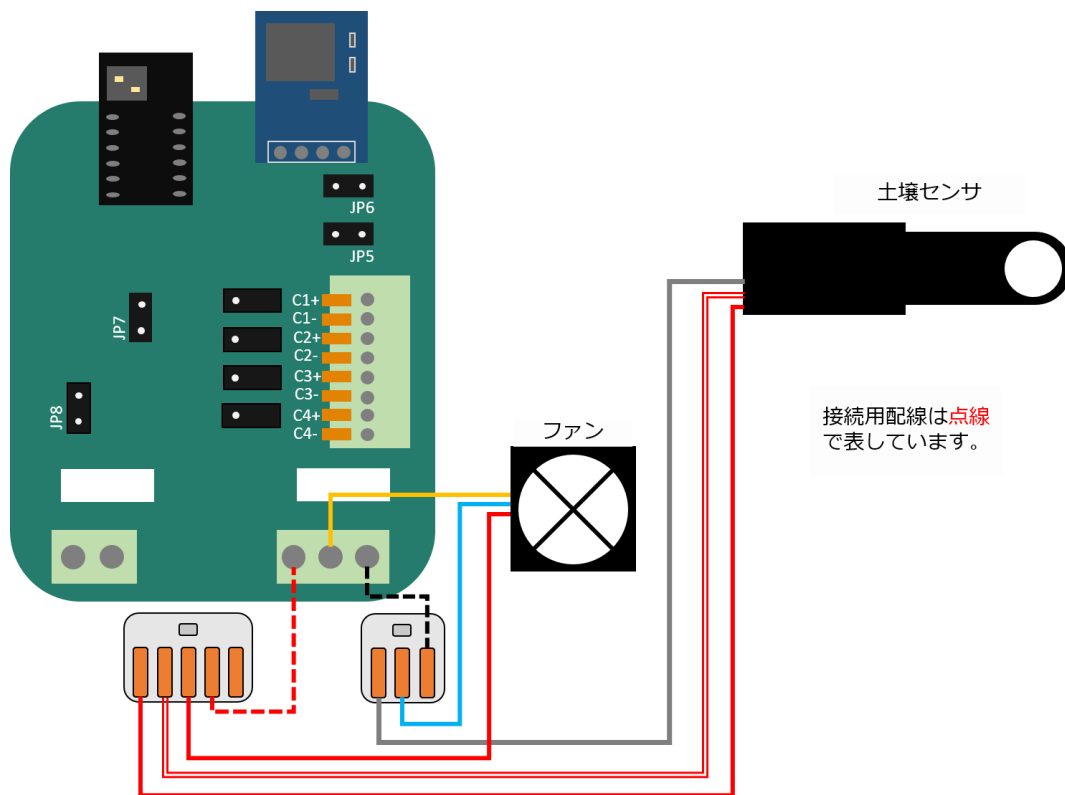 JP6
JP5
JP7
JP8
C1+
C1-
C2+
C2-
C3+
C3-
C4+
C4-
土壌センサ
ファン
接続用配線は点線
で表しています。